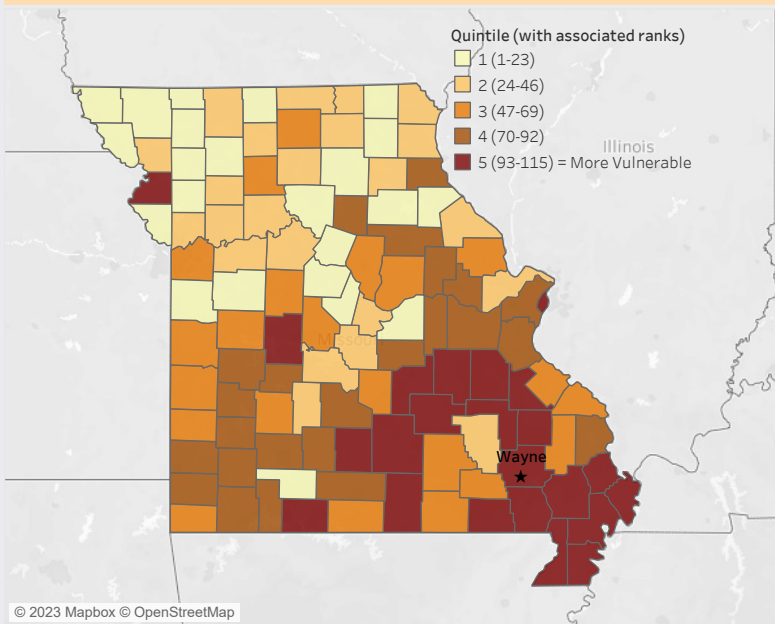 Quintile (with associated ranks)
1 (1-23)
2 (24-46)
3 (47-69)
4 (70-92)
5 (93-115) = More Vulnerable
Illinois
Missouri
Wayne
© 2023 Mapbox © OpenStreetMap